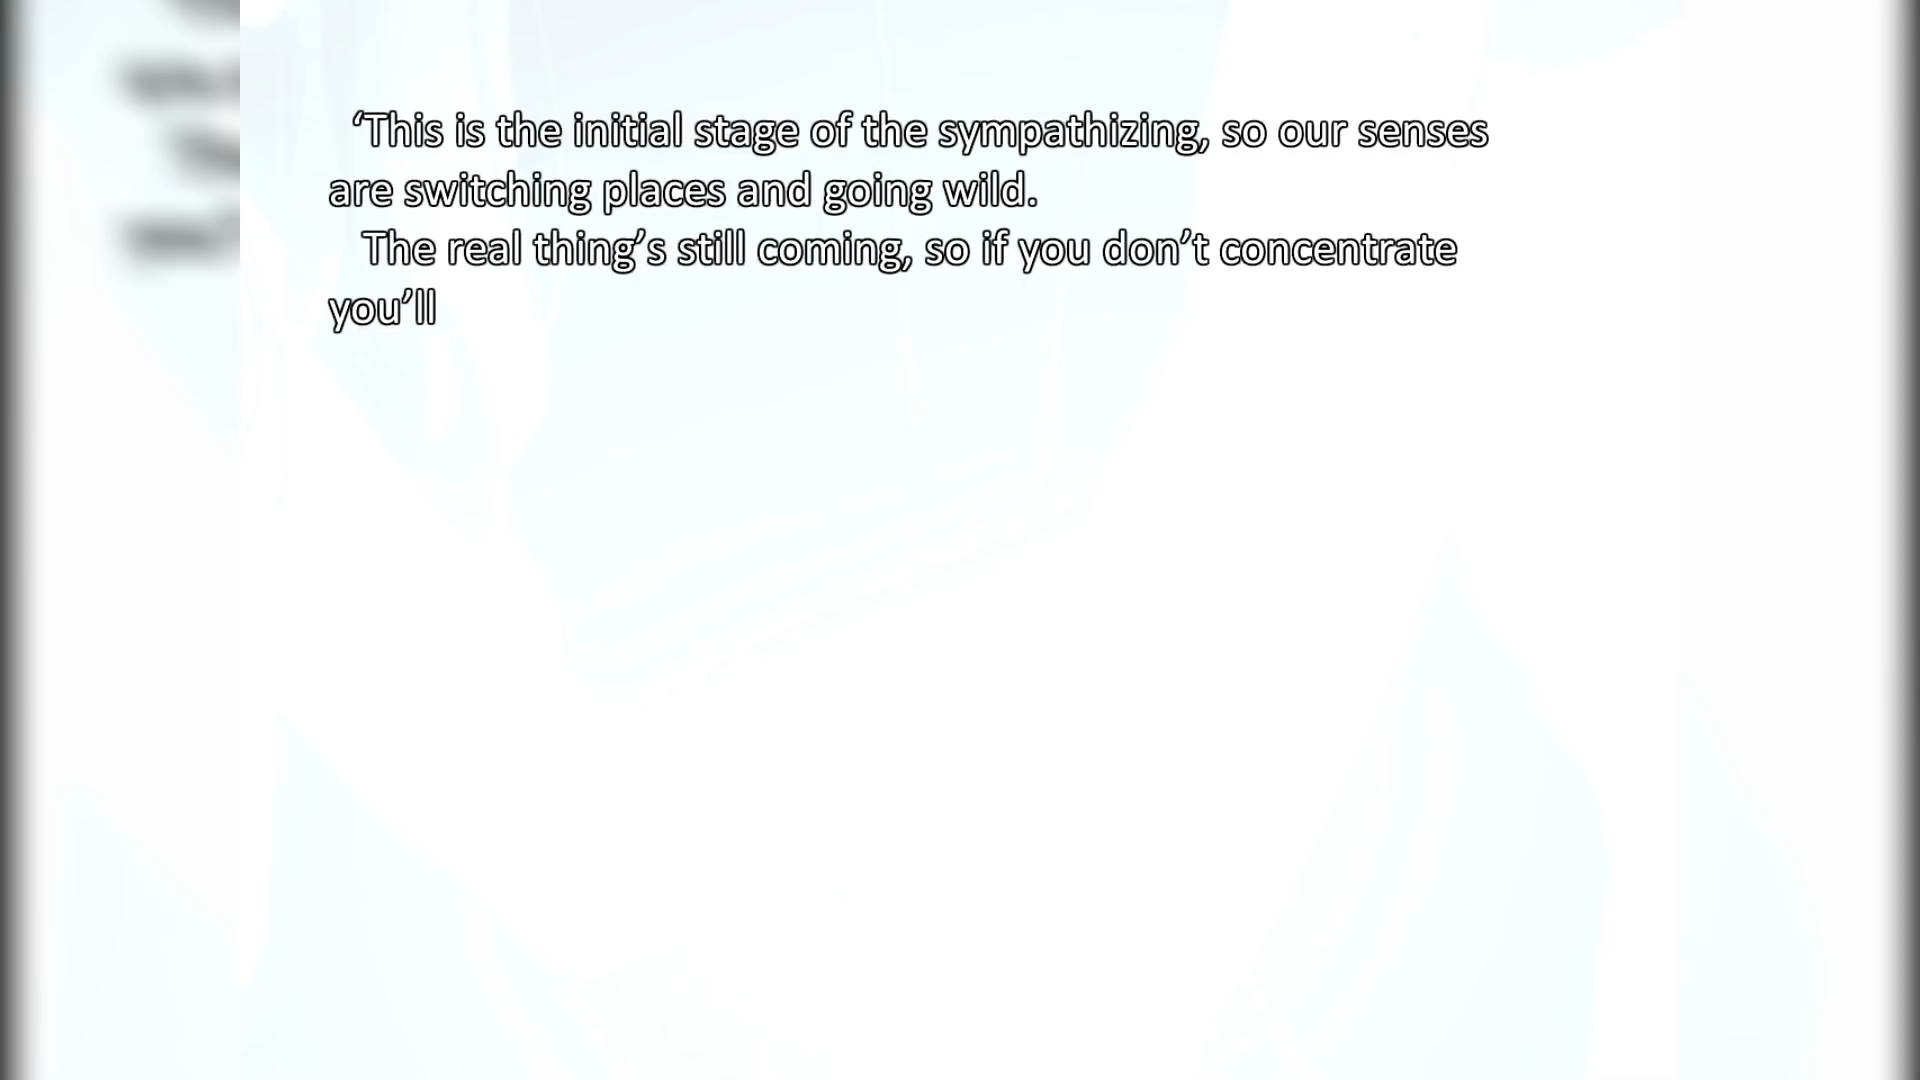 ‘This is the initial stage of the sympathizing, so our senses
are switching places and going wild.
The real thing’s still coming, so if you don’t concentrate
you’ll